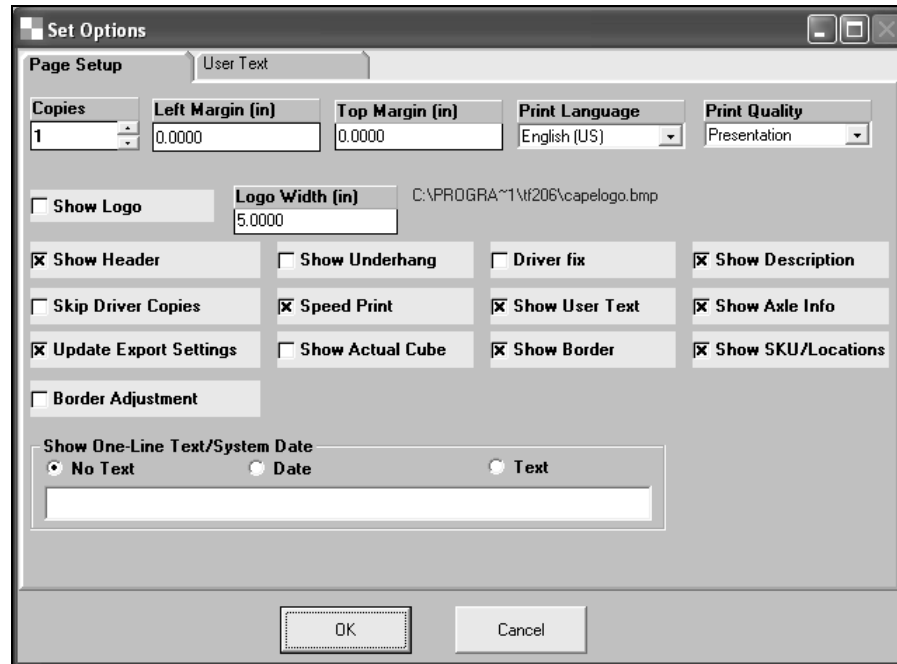 Set Options
Page Setup
User Text
Copies
Left Margin (in)
Top Margin (in)
Print Language
Print Quality
1
0.0000
0.0000
English (US)
Presentation
Show Logo
Logo Width (in)
5.0000
C:\PROGRA~1\tf206\capelogo.bmp
Show Header
Show Underhang
Driver fix
Show Description
Skip Driver Copies
Speed Print
Show User Text
Show Axle Info
Update Export Settings
Show Actual Cube
Show Border
Show SKU/Locations
Border Adjustment
Show One-Line Text/System Date
No Text
Date
Text
OK
Cancel